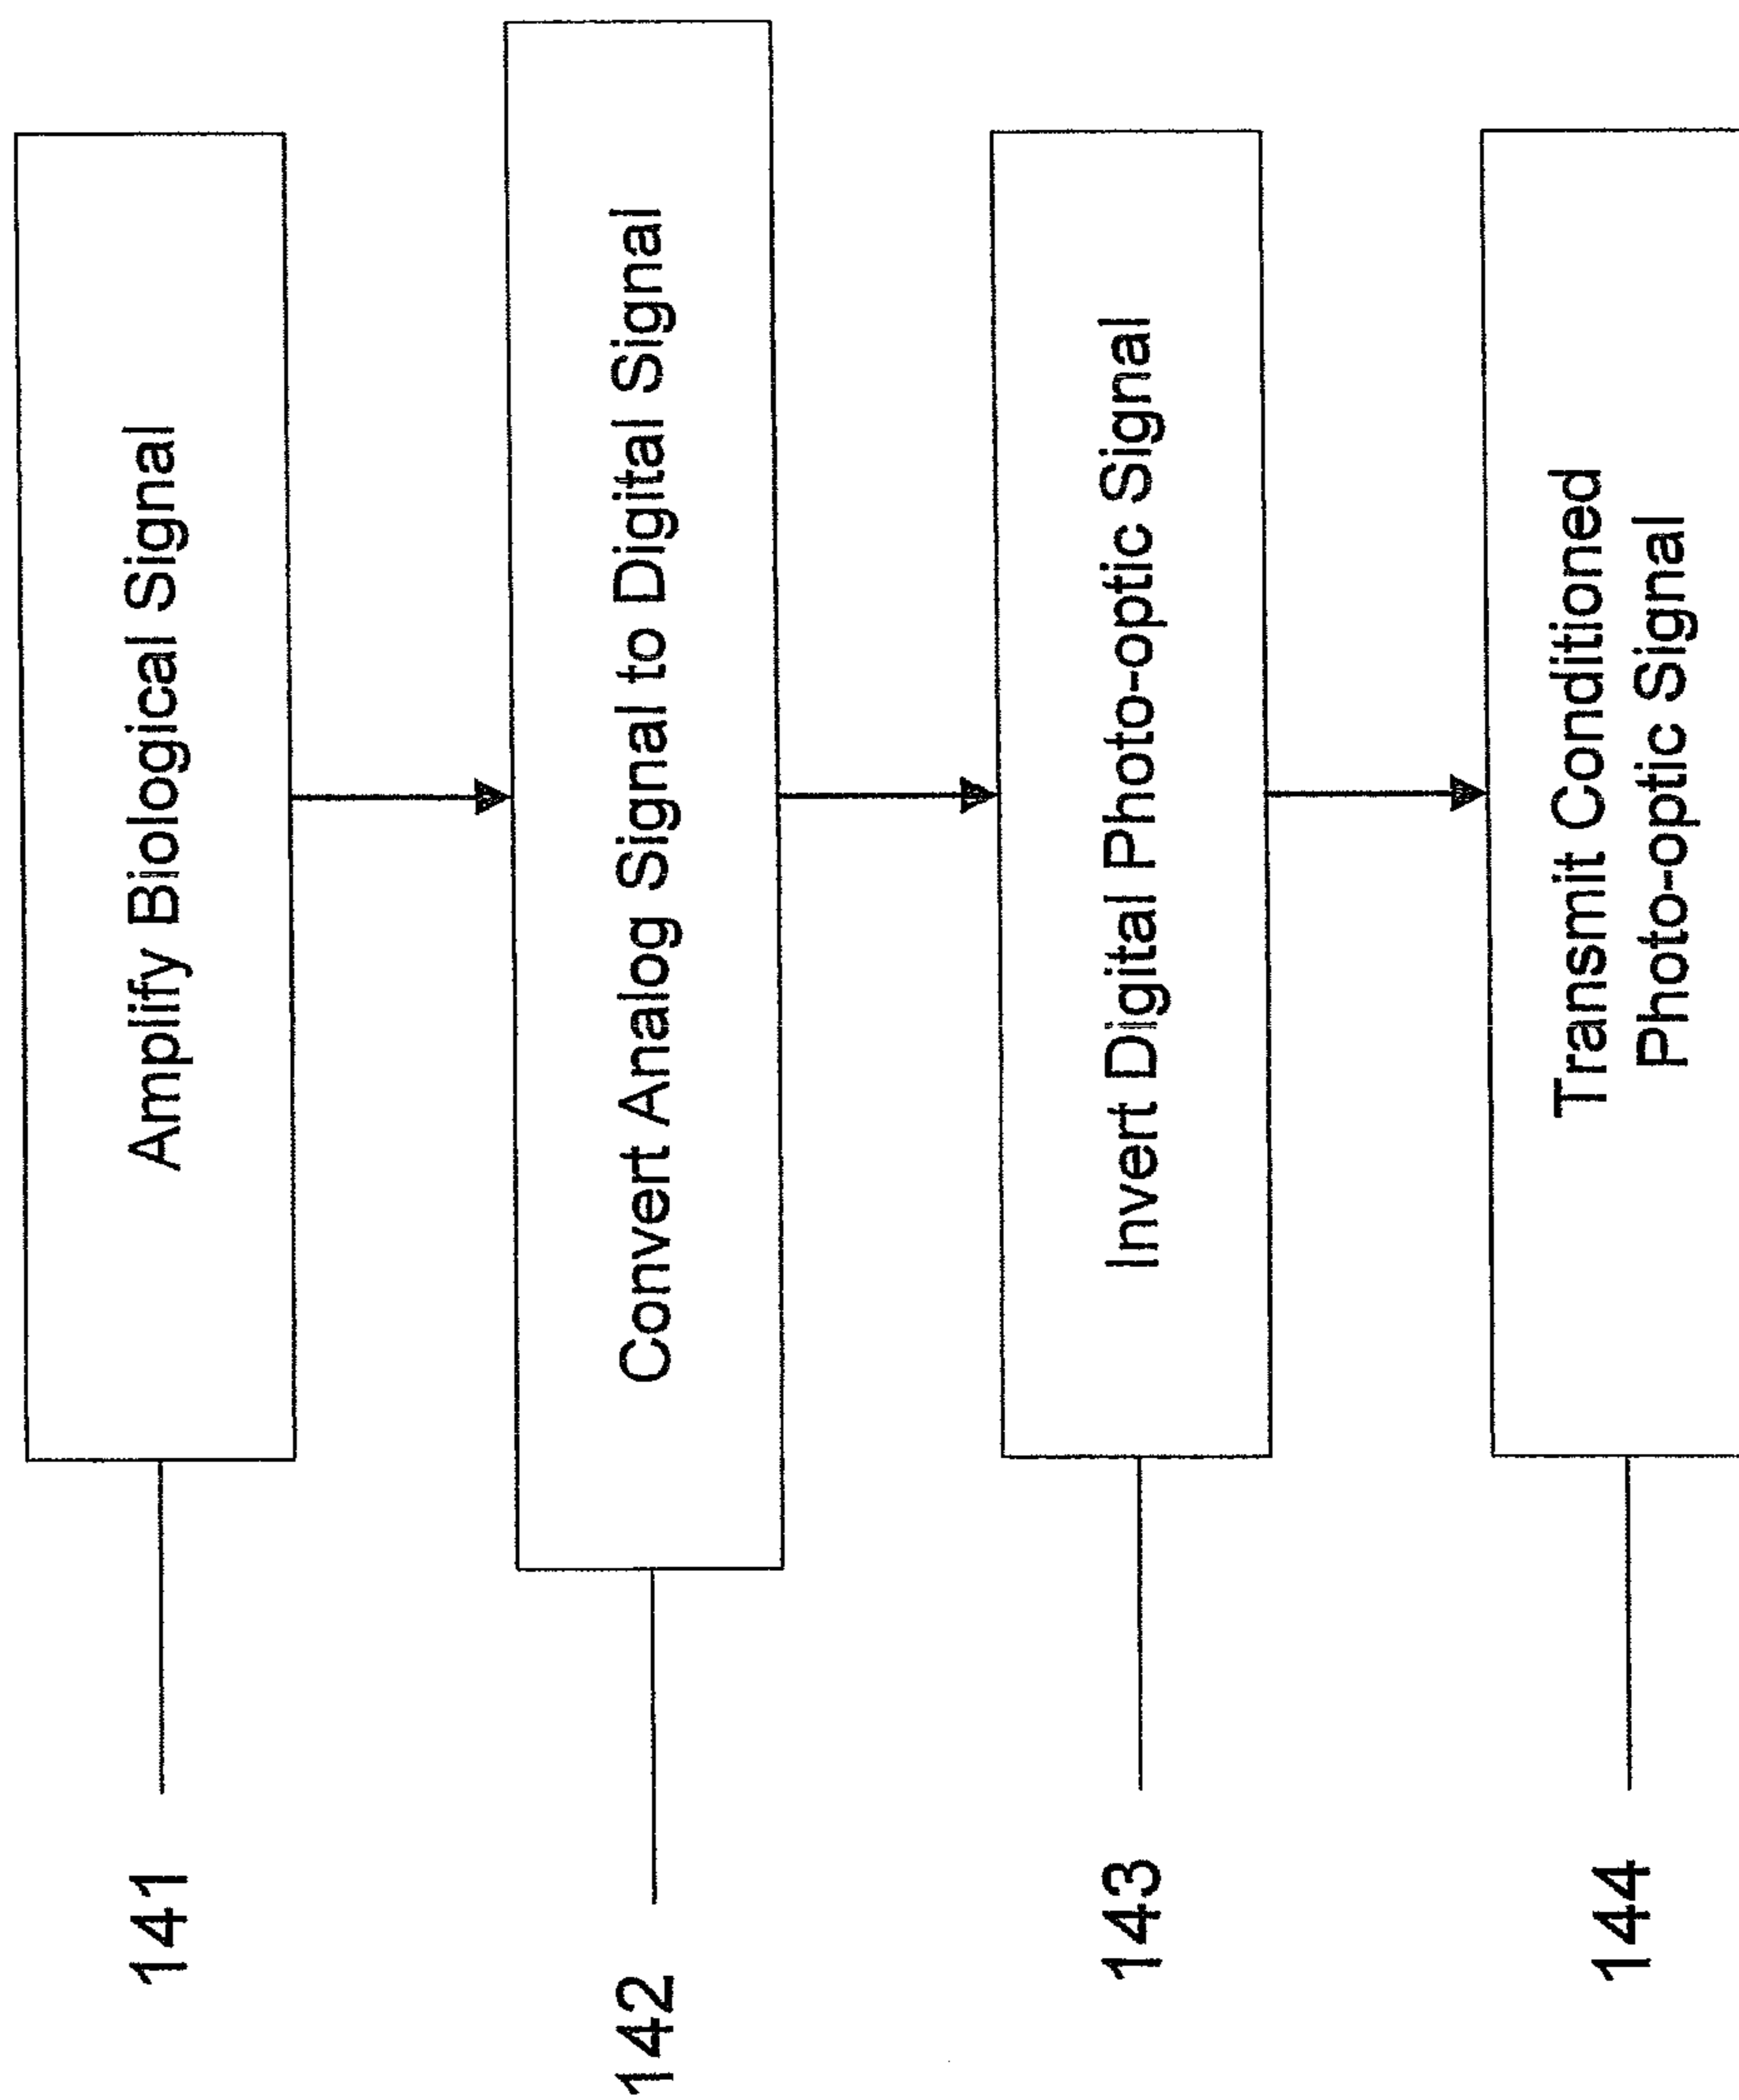 141
Amplify Biological Signal
142
Convert Analog Signal to Digital Signal
143
Invert Digital Photo-optic Signal
144
Transmit Conditioned
Photo-optic Signal